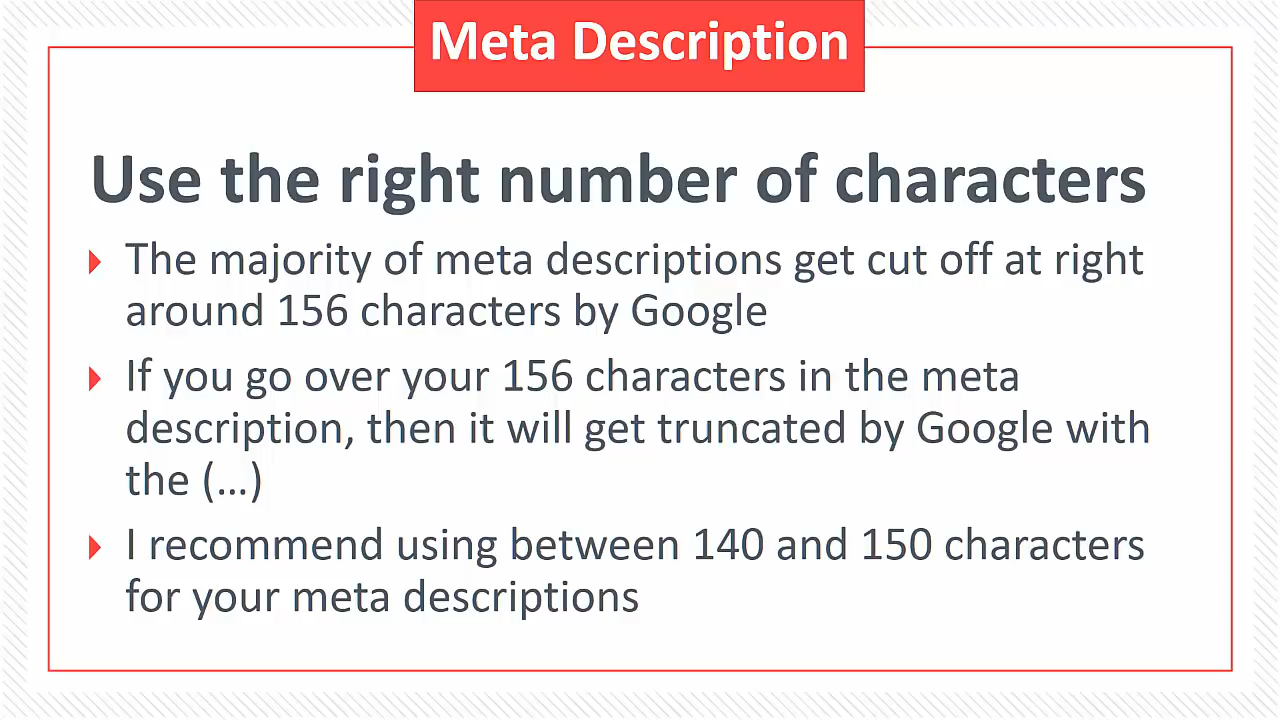 Meta Description
Use the right number of characters
The majority of meta descriptions get cut off at right
around 156 characters by Google
If you go over your 156 characters in the meta
description, then it will get truncated by Google with
the (...)
I recommend using between 140 and 150 characters
for your meta descriptions